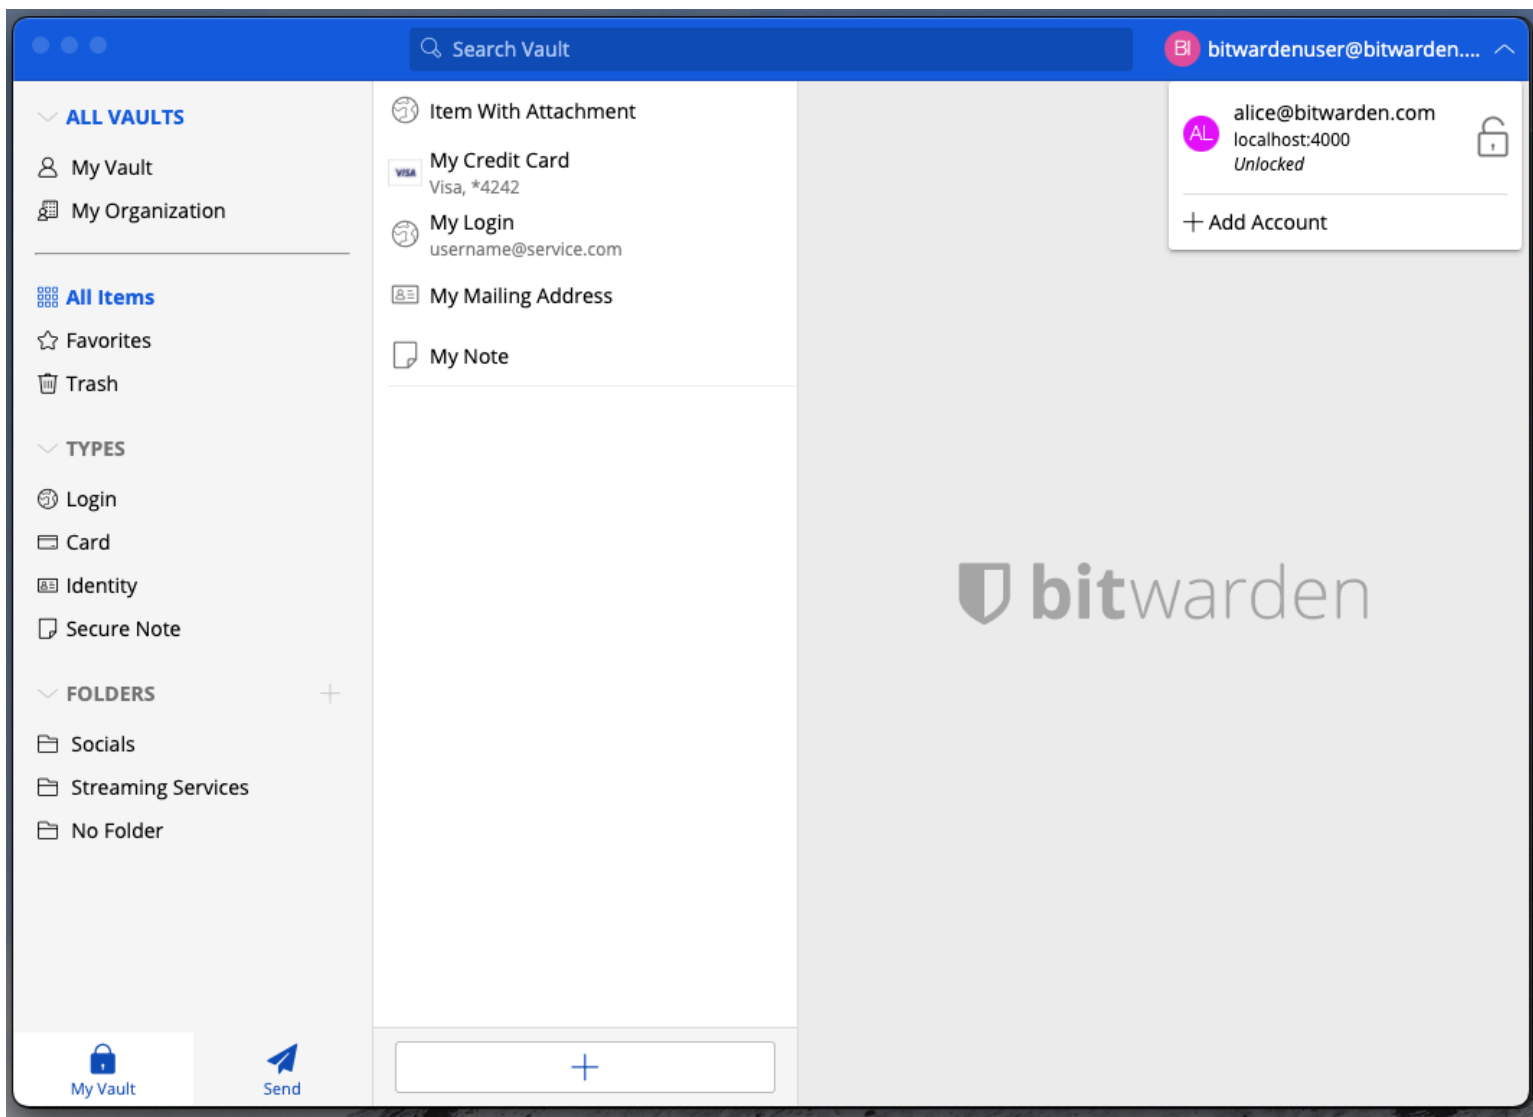 Search Vault
BI
bitwardenuser@bitwarden....
ALL VAULTS
My Vault
My Organization
All Items
Favorites
Trash
TYPES
Login
Card
Identity
Secure Note
FOLDERS
Socials
Streaming Services
No Folder
My Vault
Send
Item With Attachment
VISA
My Credit Card
Visa, *4242
My Login
username@service.com
My Mailing Address
My Note
AL
alice@bitwarden.com
localhost:4000
Unlocked
Add Account
bitwarden